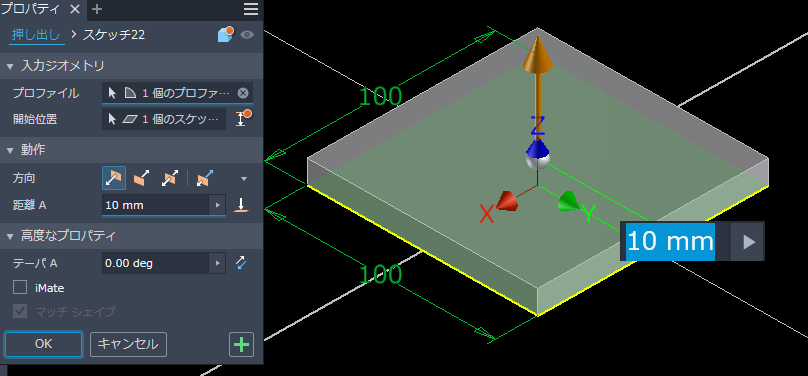 プロパティ × +
押し出し > スケッチ22
入力ジオメトリ
プロファイル 1 個のプロファ…
開始位置 1 個のスケッ…
動作
方向
距離 A 10 mm
高度なプロパティ
テーパ A 0.00 deg
iMate
マッチ シェイプ
OK キャンセル
100
Z
X
Y
10 mm
100